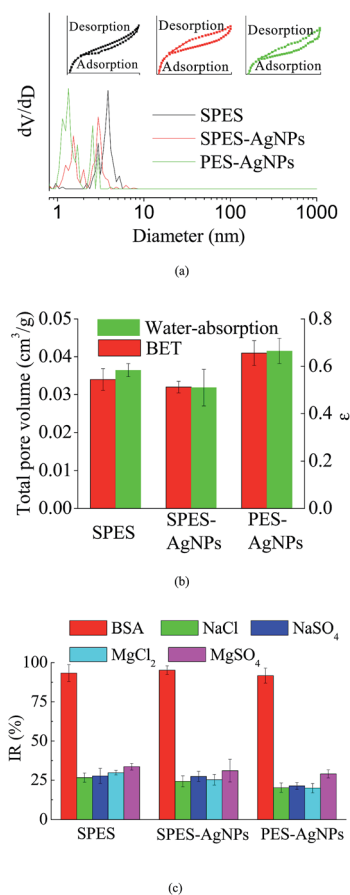 Desorption
Adsorption
Desorption
Adsorption
Desorption
Adsorption
dV/dD
SPES
SPES-AgNPs
PES-AgNPs
1 10 100 1000
Diameter (nm)
(a)
0.05
0.04
0.03
0.02
0.01
0.00
Total pore volume (cm³/g)
Water-absorption
BET
0.8
0.6
0.4
0.2
0.0
ε
SPES SPES-AgNPs PES-AgNPs
(b)
BSA NaCl NaSO₄
MgCl₂ MgSO₄
100
75
50
25
0
IR (%)
SPES SPES-AgNPs PES-AgNPs
(c)